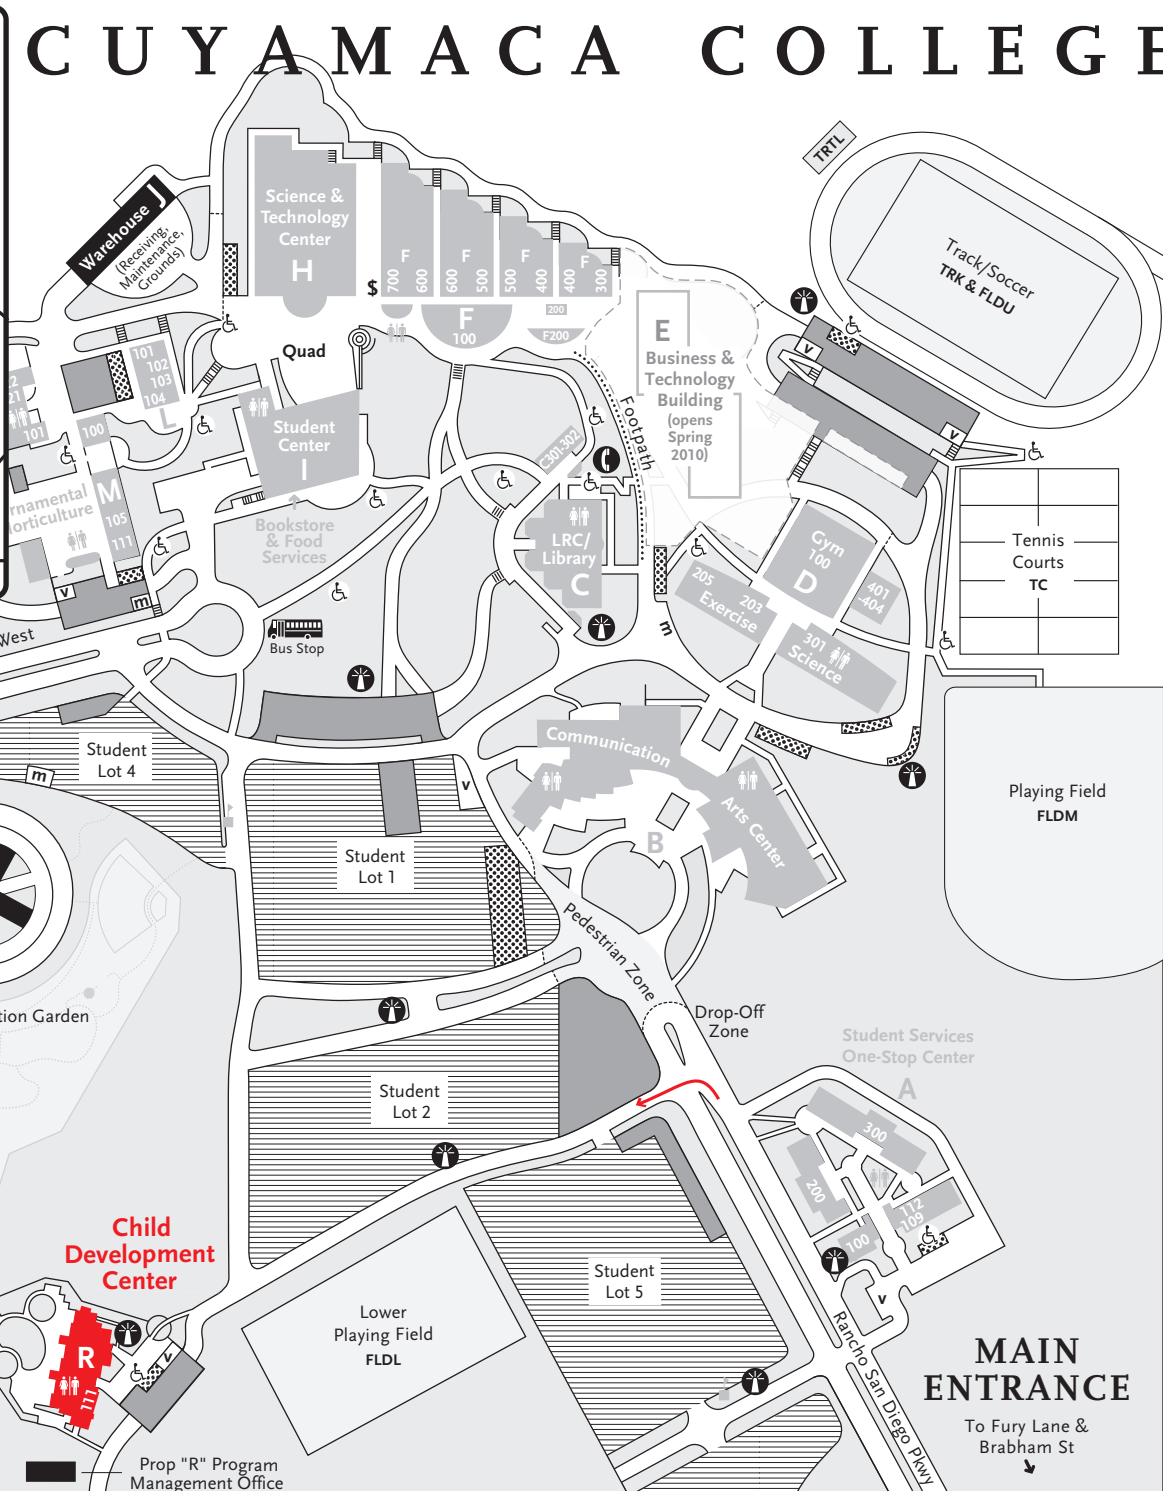 CUYAMACA COLLEGE
TRTL
Warehouse J
(Receiving,
Maintenance,
Grounds)
Science &
Technology
Center
H
$
F
700
600
F
600
500
F
500
400
F
400
300
F
100
200
F200
Quad
E
Business &
Technology
Building
(opens
Spring
2010)
Track/Soccer
TRK & FLDU
v
v
101
102
103
104
L
101
100
Student
Center
I
Footpath
C301-302
M
105
111
Bookstore
& Food
Services
LRC/
Library
C
Gym
100
D
401
-404
205
203
Exercise
301
Science
Tennis
Courts
TC
v
m
m
West
Bus Stop
Student
Lot 4
m
v
Communication
Arts Center
B
Playing Field
FLDM
Student
Lot 1
Pedestrian Zone
Drop-Off
Zone
tion Garden
Student Services
One-Stop Center
A
300
200
112
109
100
v
Student
Lot 2
Child
Development
Center
R
111
v
Student
Lot 5
Lower
Playing Field
FLDL
Rancho San Diego Pkwy
MAIN
ENTRANCE
To Fury Lane &
Brabham St
Prop "R" Program
Management Office